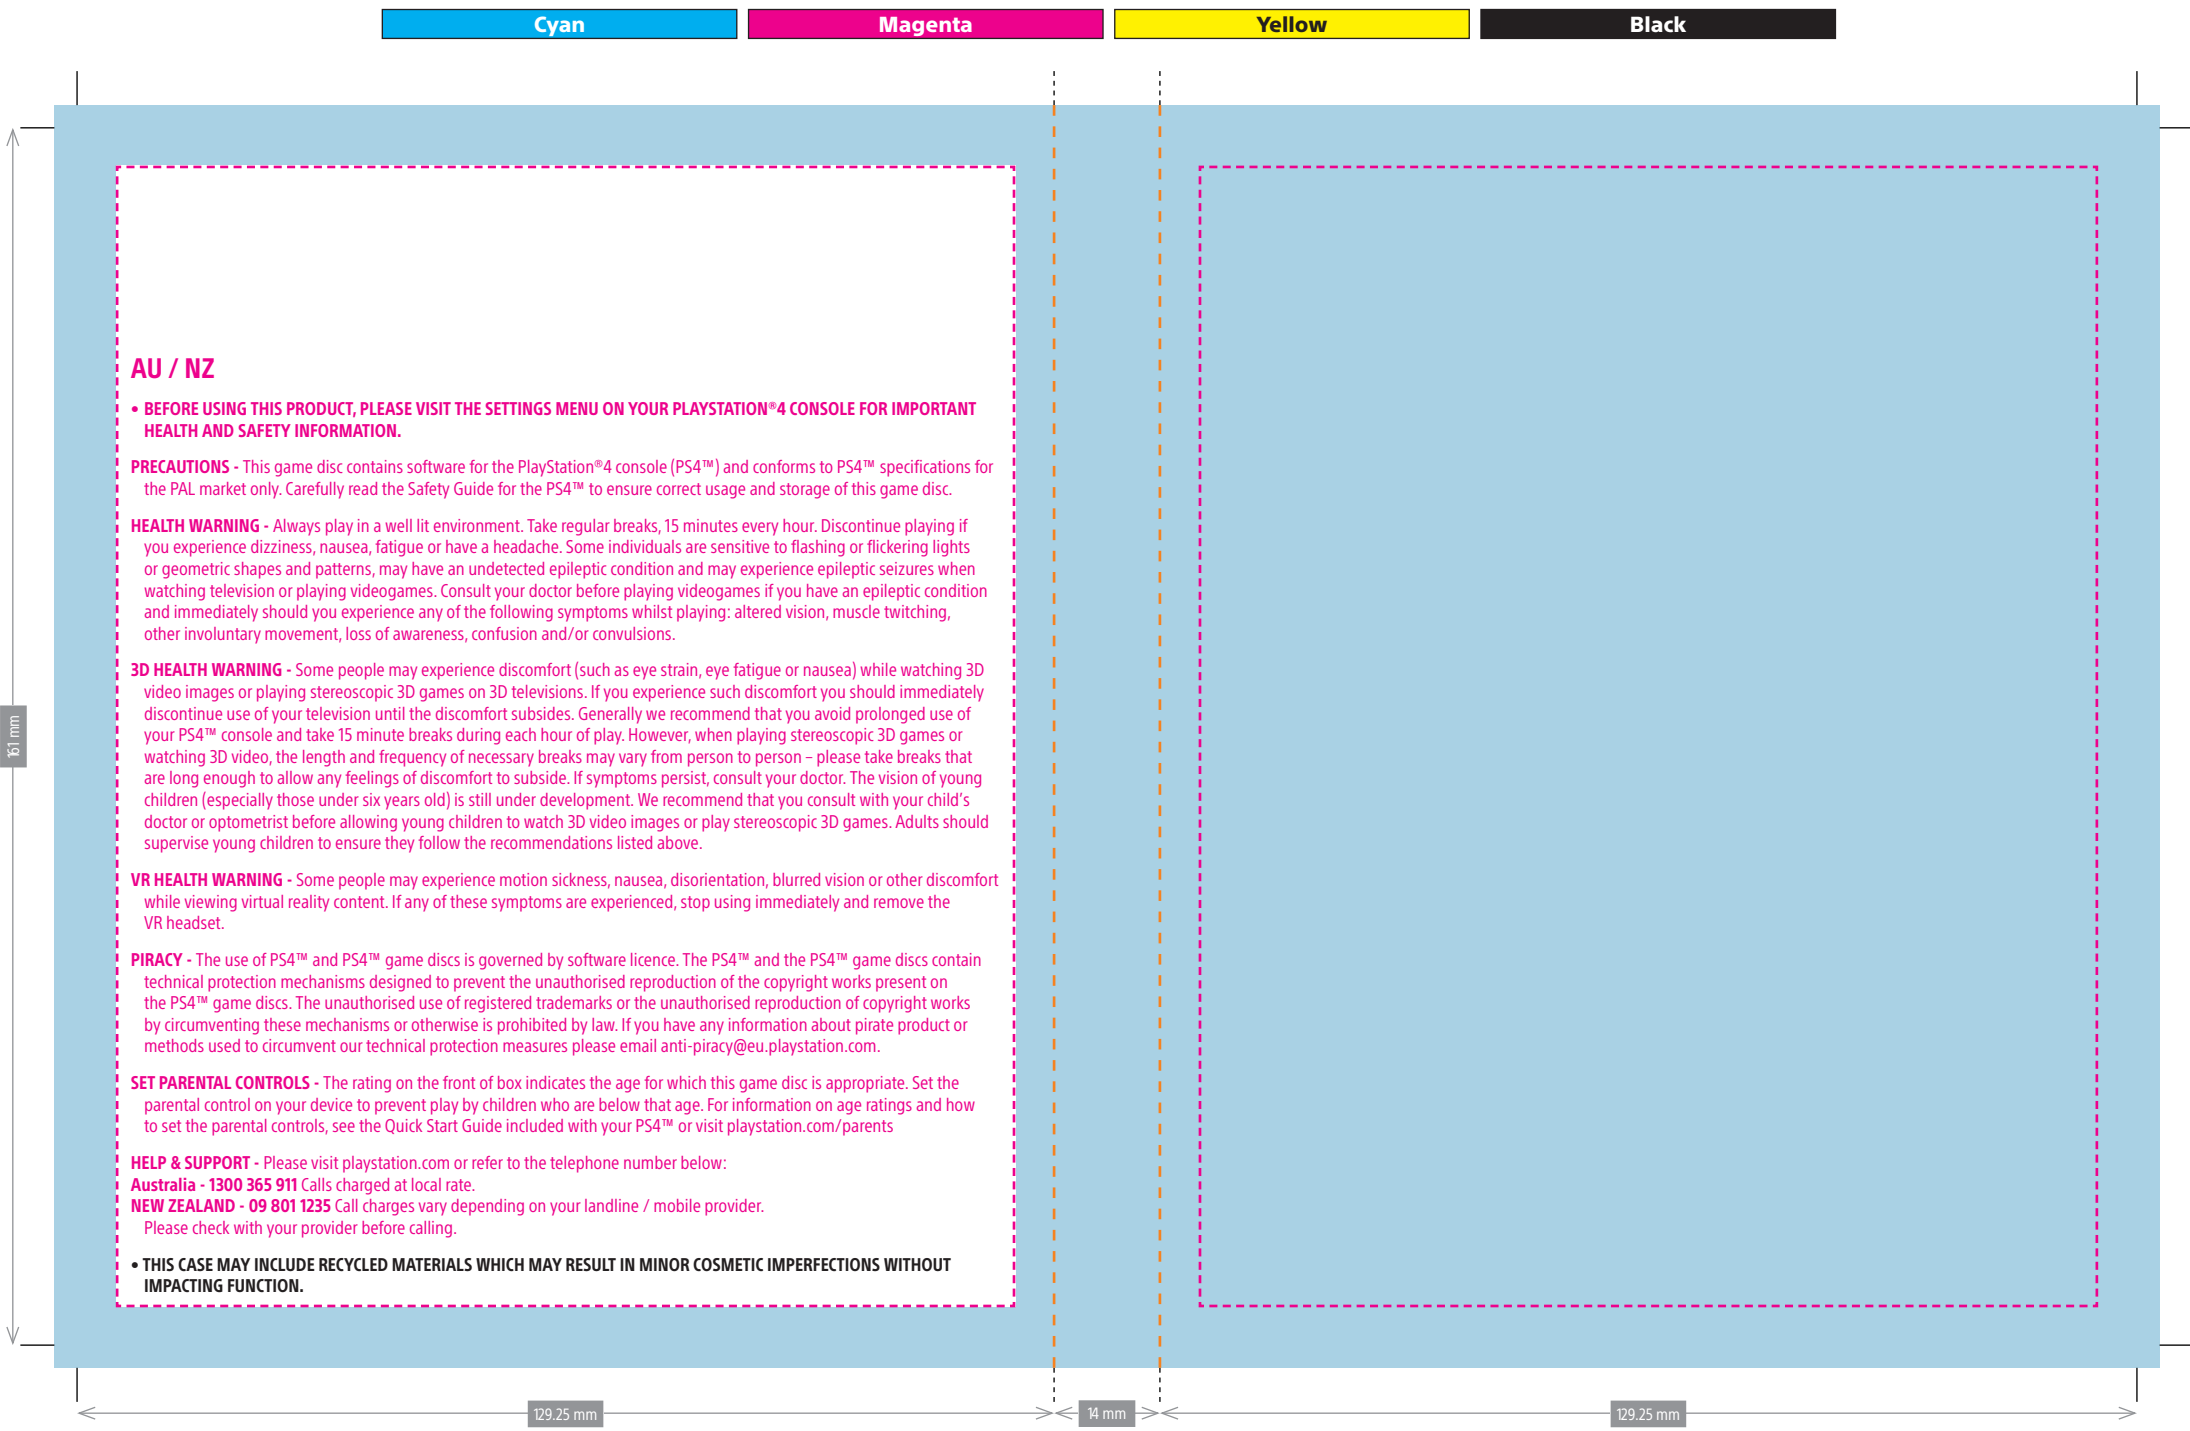 Cyan
Magenta
Yellow
Black
AU / NZ
• BEFORE USING THIS PRODUCT, PLEASE VISIT THE SETTINGS MENU ON YOUR PLAYSTATION®4 CONSOLE FOR IMPORTANT
HEALTH AND SAFETY INFORMATION.
PRECAUTIONS - This game disc contains software for the PlayStation®4 console (PS4™) and conforms to PS4™ specifications for
the PAL market only. Carefully read the Safety Guide for the PS4™ to ensure correct usage and storage of this game disc.
HEALTH WARNING - Always play in a well lit environment. Take regular breaks, 15 minutes every hour. Discontinue playing if
you experience dizziness, nausea, fatigue or have a headache. Some individuals are sensitive to flashing or flickering lights
or geometric shapes and patterns, may have an undetected epileptic condition and may experience epileptic seizures when
watching television or playing videogames. Consult your doctor before playing videogames if you have an epileptic condition
and immediately should you experience any of the following symptoms whilst playing: altered vision, muscle twitching,
other involuntary movement, loss of awareness, confusion and/or convulsions.
3D HEALTH WARNING - Some people may experience discomfort (such as eye strain, eye fatigue or nausea) while watching 3D
video images or playing stereoscopic 3D games on 3D televisions. If you experience such discomfort you should immediately
discontinue use of your television until the discomfort subsides. Generally we recommend that you avoid prolonged use of
your PS4™ console and take 15 minute breaks during each hour of play. However, when playing stereoscopic 3D games or
watching 3D video, the length and frequency of necessary breaks may vary from person to person – please take breaks that
are long enough to allow any feelings of discomfort to subside. If symptoms persist, consult your doctor. The vision of young
children (especially those under six years old) is still under development. We recommend that you consult with your child's
doctor or optometrist before allowing young children to watch 3D video images or play stereoscopic 3D games. Adults should
supervise young children to ensure they follow the recommendations listed above.
VR HEALTH WARNING - Some people may experience motion sickness, nausea, disorientation, blurred vision or other discomfort
while viewing virtual reality content. If any of these symptoms are experienced, stop using immediately and remove the
VR headset.
PIRACY - The use of PS4™ and PS4™ game discs is governed by software licence. The PS4™ and the PS4™ game discs contain
technical protection mechanisms designed to prevent the unauthorised reproduction of the copyright works present on
the PS4™ game discs. The unauthorised use of registered trademarks or the unauthorised reproduction of copyright works
by circumventing these mechanisms or otherwise is prohibited by law. If you have any information about pirate product or
methods used to circumvent our technical protection measures please email anti-piracy@eu.playstation.com.
SET PARENTAL CONTROLS - The rating on the front of box indicates the age for which this game disc is appropriate. Set the
parental control on your device to prevent play by children who are below that age. For information on age ratings and how
to set the parental controls, see the Quick Start Guide included with your PS4™ or visit playstation.com/parents
HELP & SUPPORT - Please visit playstation.com or refer to the telephone number below:
Australia - 1300 365 911 Calls charged at local rate.
NEW ZEALAND - 09 801 1235 Call charges vary depending on your landline / mobile provider.
Please check with your provider before calling.
• THIS CASE MAY INCLUDE RECYCLED MATERIALS WHICH MAY RESULT IN MINOR COSMETIC IMPERFECTIONS WITHOUT
IMPACTING FUNCTION.
161 mm
129.25 mm
14 mm
129.25 mm